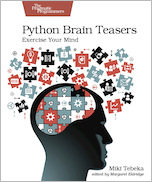 The
Pragmatic
Programmers
Python Brain Teasers
Exercise Your Mind
Miki Tebeka
edited by Margaret Eldridge